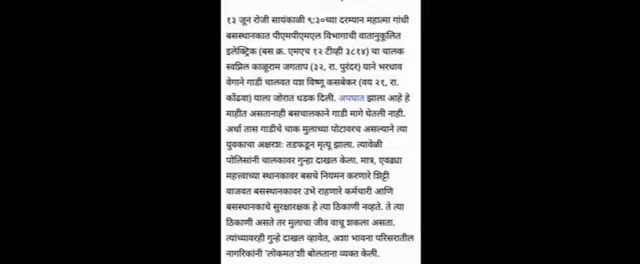 १३ जून रोजी सायंकाळी ९:३०च्या दरम्यान महात्मा गांधी
बसस्थानकात पीएमपीएमएल विभागाची वातानुकूलित
इलेक्ट्रिक (बस क्र. एमएच १२ टीव्ही ३८१४) चा चालक
स्वप्निल काळूराम जगताप (३२, रा. पुरंदर) याने भरधाव
वेगाने गाडी चालवत यश विष्णू कसबेकर (वय २१, रा.
कोंढवा) याला जोरात धडक दिली. अपघात झाला आहे हे
माहीत असतानाही बसचालकाने गाडी मागे घेतली नाही.
अर्धा तास गाडीचे चाक मुलाच्या पोटावरच असल्याने त्या
युवकाचा अक्षरशः तडफडून मृत्यू झाला. त्यावेळी
पोलिसांनी चालकावर गुन्हा दाखल केला. मात्र, एवढ्या
महत्त्वाच्या स्थानकावर बसचे नियमन करणारे शिट्टी
वाजवत बसस्थानकावर उभे राहणारे कर्मचारी आणि
बसस्थानकाचे सुरक्षारक्षक हे त्या ठिकाणी नव्हते. ते त्या
ठिकाणी असते तर मुलाचा जीव वाचू शकला असता.
त्यांच्यावरही गुन्हे दाखल व्हावेत, अशा भावना परिसरातील
नागरिकांनी 'लोकमत'शी बोलताना व्यक्त केली.